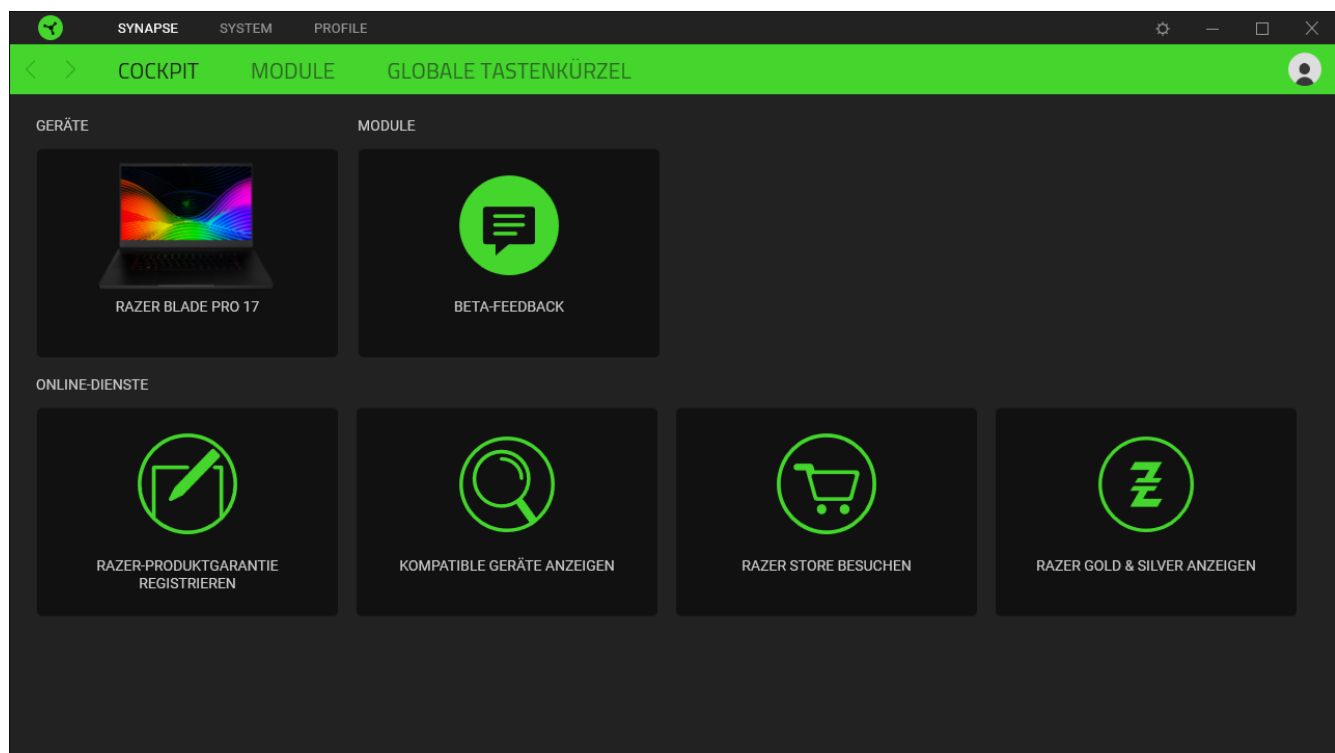 SYNAPSE SYSTEM PROFILE
COCKPIT MODULE GLOBALE TASTENKÜRZEL
GERÄTE MODULE
RAZER BLADE PRO 17 BETA-FEEDBACK
ONLINE-DIENSTE
RAZER-PRODUKTGARANTIE
REGISTRIEREN
KOMPATIBLE GERÄTE ANZEIGEN
RAZER STORE BESUCHEN
RAZER GOLD & SILVER ANZEIGEN